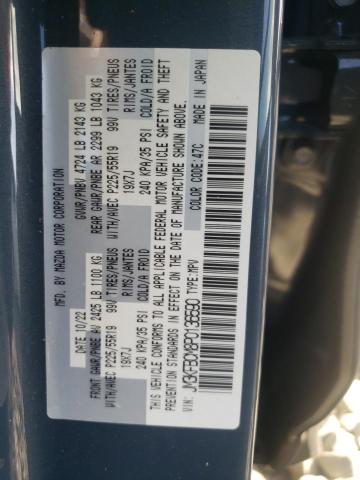 MFD. BY MAZDA MOTOR CORPORATION
10/22 GVWR/PNBV 4724 LB 2143 KG
FRONT GAWR/PNBE AV 2425 LB 1100 KG REAR GAWR/PNBE AR 2299 LB 1043 KG
WITH/AVEC P225/55R19 99V TIRES/PNEUS WITH/AVEC P225/55R19 99V TIRES/PNEUS
19X7J RIMS/JANTES 19X7J RIMS/JANTES
240 KPA/35 PSI COLD/A FROID 240 KPA/35 PSI COLD/A FROID
THIS VEHICLE CONFORMS TO ALL APPLICABLE FEDERAL MOTOR VEHICLE SAFETY AND THEFT
PREVENTION STANDARDS IN EFFECT ON THE DATE OF MANUFACTURE SHOWN ABOVE.
VIN: TYPE:MPV COLOR CODE:47C MADE IN JAPAN